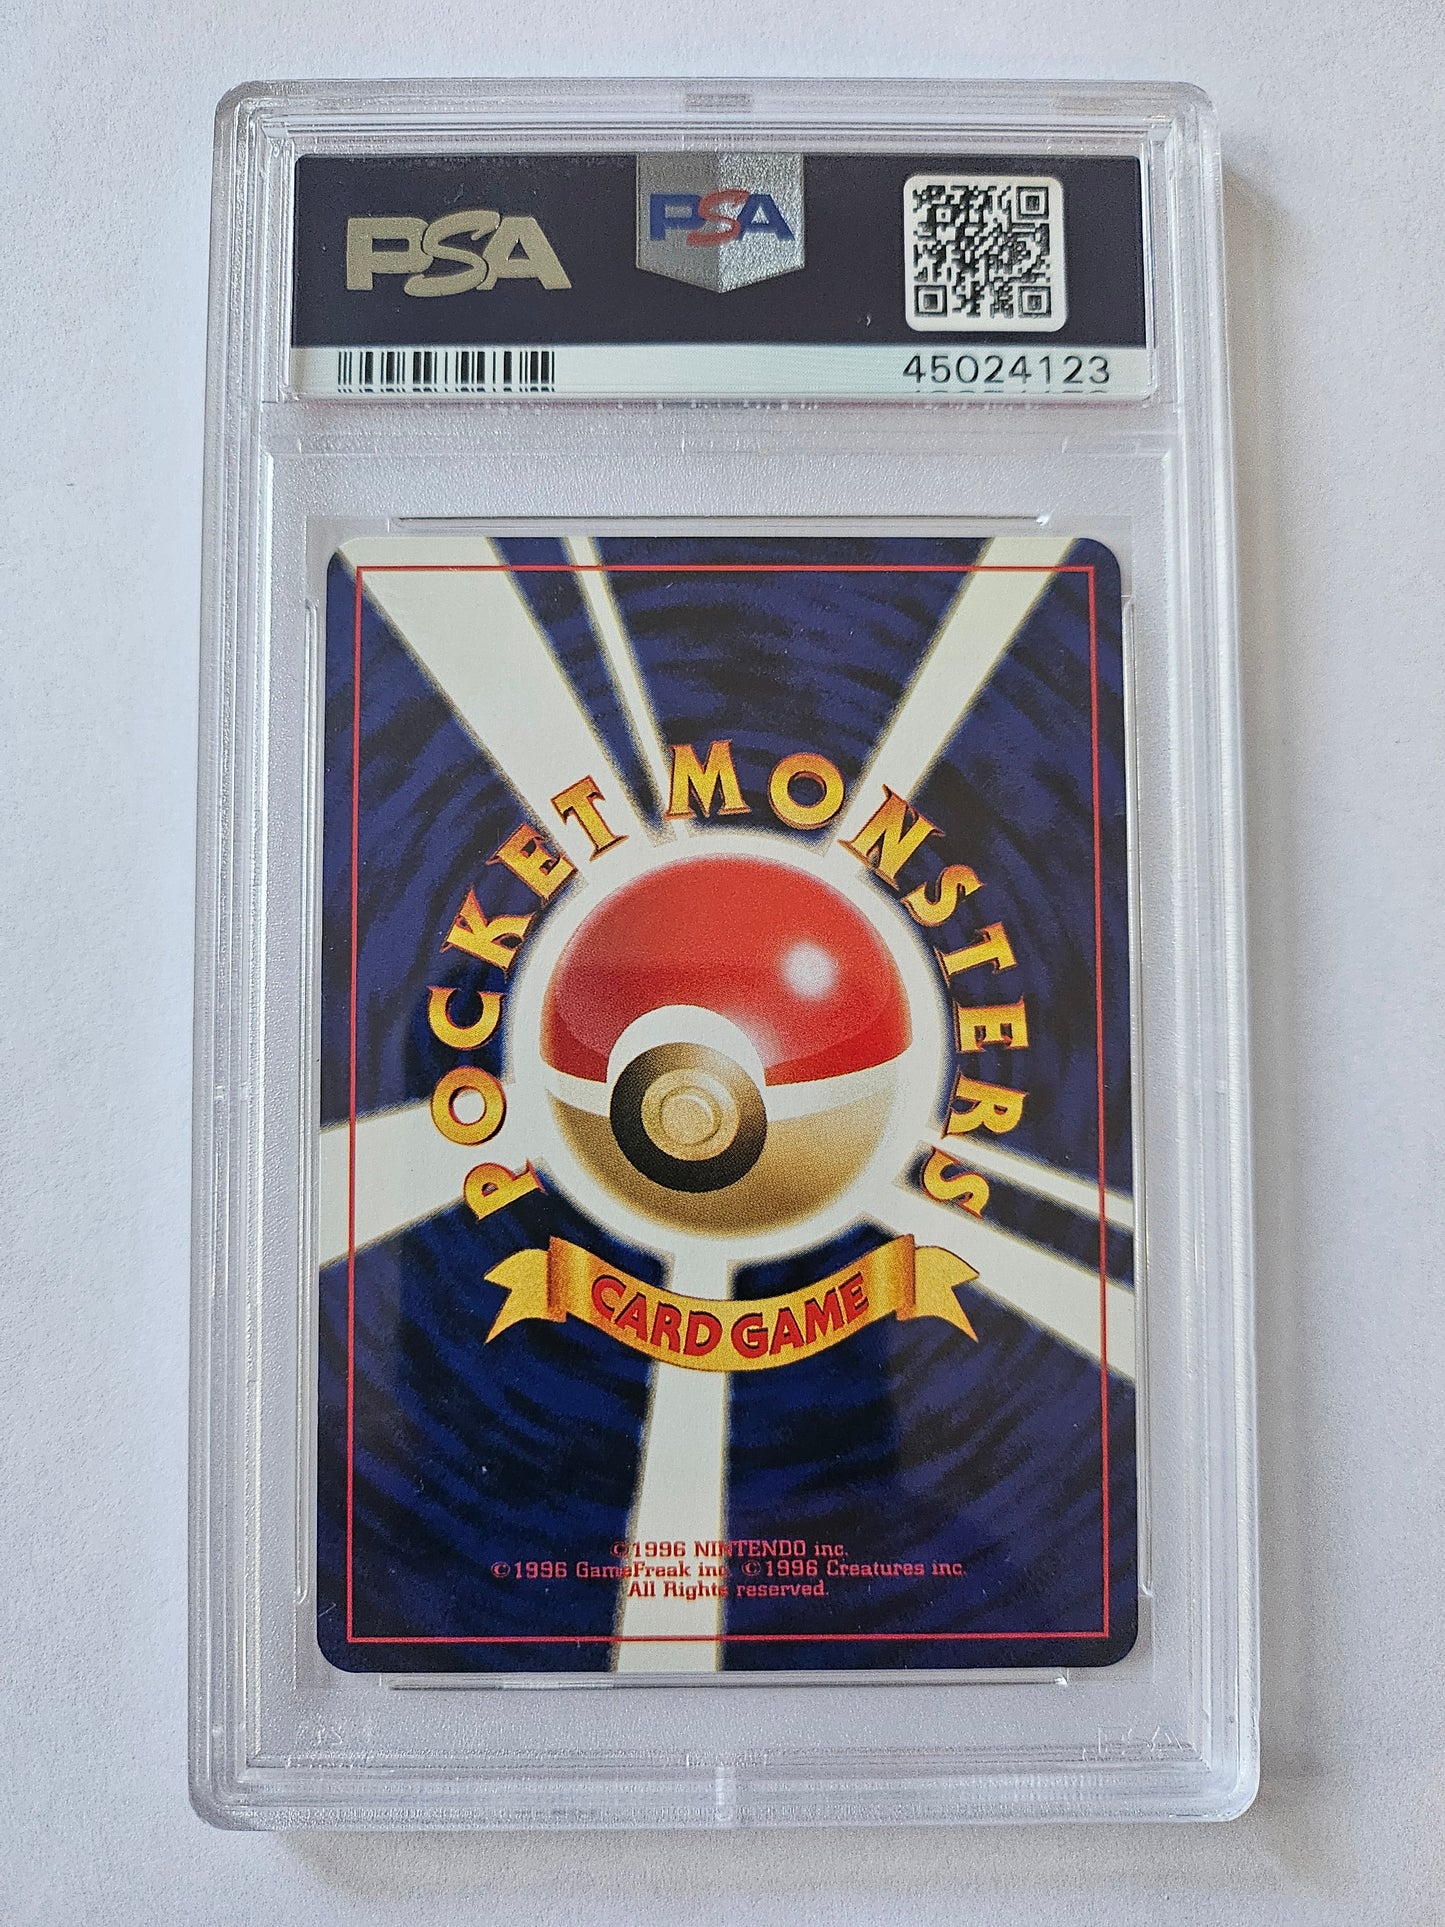 PSA
PSA
45024123
POCKET MONSTERS
CARD GAME
©1996 NINTENDO inc.
©1996 GameFreak inc. ©1996 Creatures inc.
All Rights reserved.
PSA